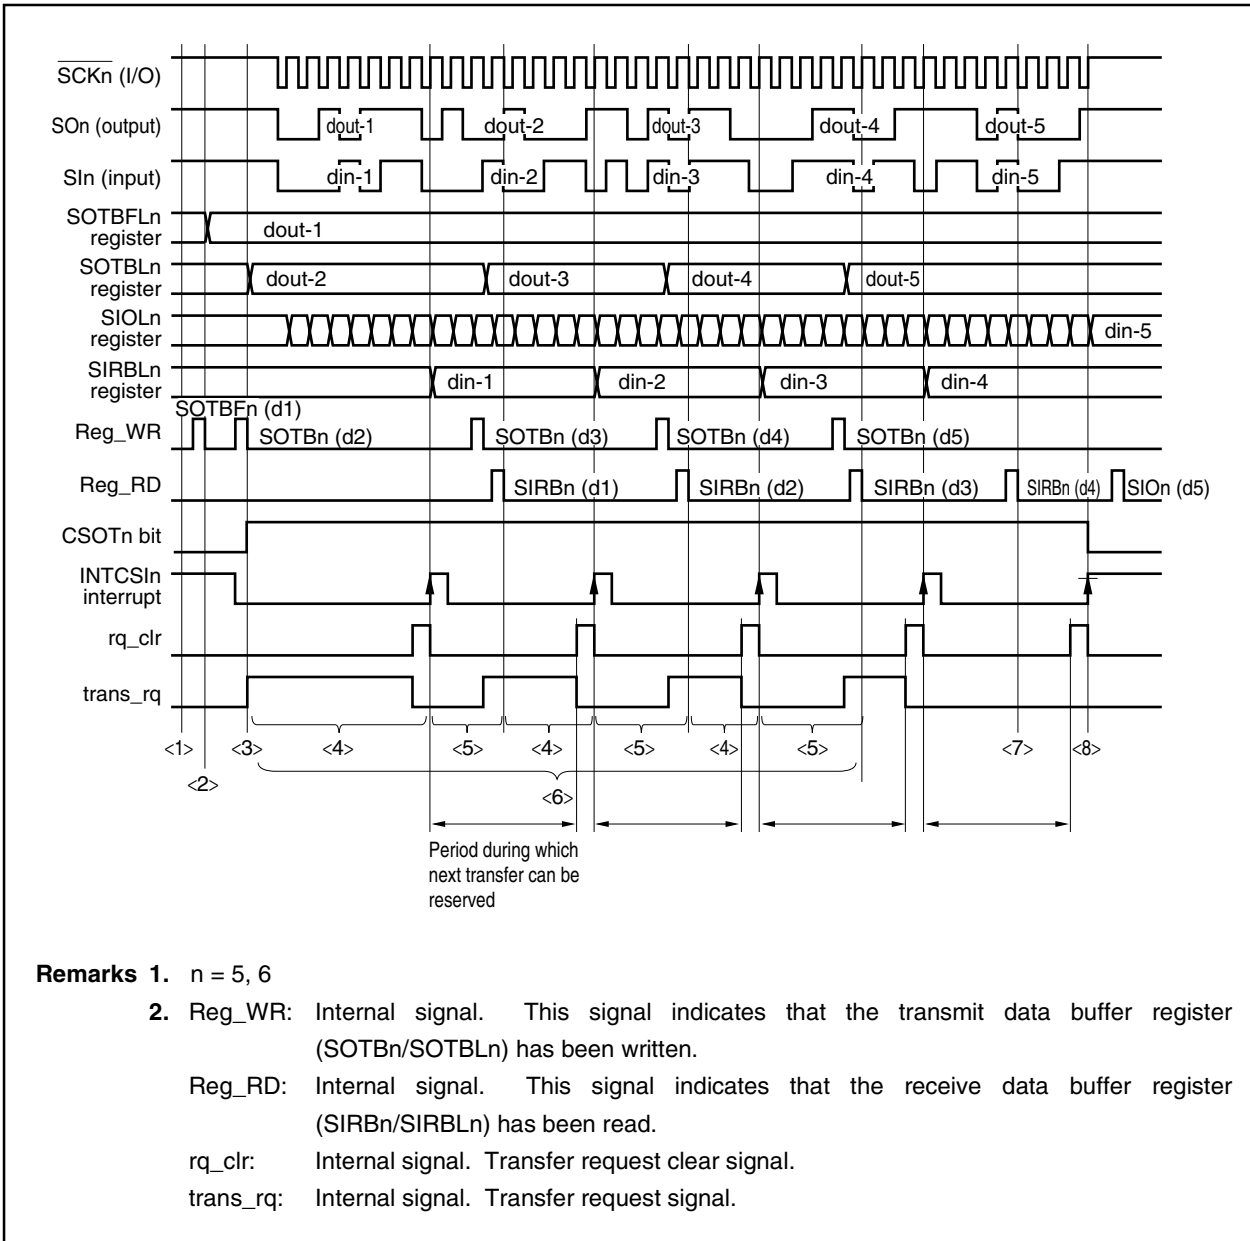 SCKn (I/O)
SOn (output)
dout-1 dout-2 dout-3 dout-4 dout-5
SIn (input)
din-1 din-2 din-3 din-4 din-5
SOTBFLn
register
dout-1
SOTBLn
register
dout-2 dout-3 dout-4 dout-5
SIOLn
register
din-5
SIRBLn
register
din-1 din-2 din-3 din-4
SOTBFn (d1)
Reg_WR
SOTBn (d2) SOTBn (d3) SOTBn (d4) SOTBn (d5)
Reg_RD
SIRBn (d1) SIRBn (d2) SIRBn (d3) SIRBn (d4) SIOn (d5)
CSOTn bit
INTCSIn
interrupt
rq_clr
trans_rq
<1> <3> <4> <5> <4> <5> <4> <5> <7> <8>
<2>
<6>
Period during which
next transfer can be
reserved
Remarks 1. n = 5, 6
2. Reg_WR: Internal signal. This signal indicates that the transmit data buffer register
(SOTBn/SOTBLn) has been written.
Reg_RD: Internal signal. This signal indicates that the receive data buffer register
(SIRBn/SIRBLn) has been read.
rq_clr: Internal signal. Transfer request clear signal.
trans_rq: Internal signal. Transfer request signal.